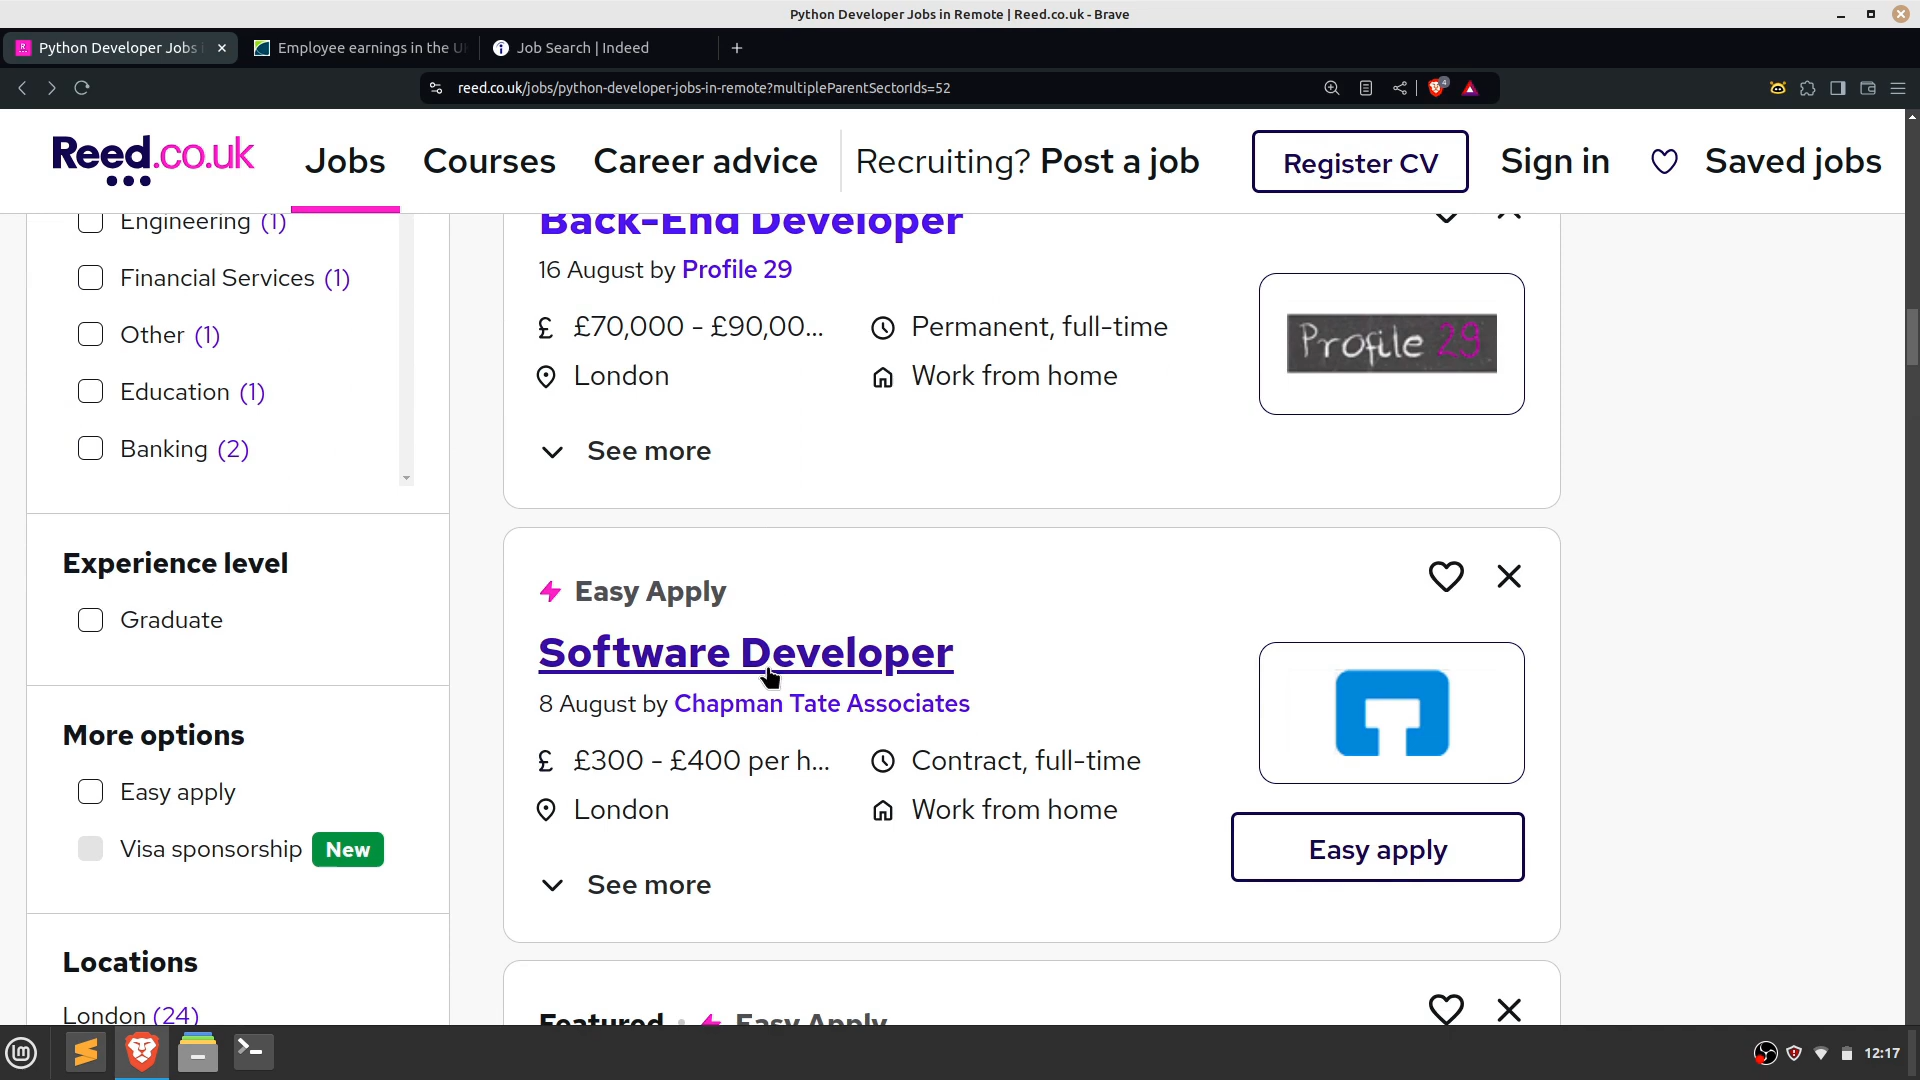 Python Developer Jobs in Remote | Reed.co.uk - Brave
Python Developer Jobs
Employee earnings in the U
Job Search | Indeed
reed.co.uk/jobs/python-developer-jobs-in-remote?multipleParentSectorIds=52
4
Reed.co.uk
Jobs
Courses
Career advice
Recruiting? Post a job
Register CV
Sign in
Saved jobs
Engineering (1)
Financial Services (1)
Other (1)
Education (1)
Banking (2)
Experience level
Graduate
More options
Easy apply
Visa sponsorship New
Locations
London (24)
Back-End Developer
16 August by Profile 29
£ £70,000 - £90,00...
Permanent, full-time
London
Work from home
Profile 29
See more
Easy Apply
Software Developer
8 August by Chapman Tate Associates
£ £300 - £400 per h...
Contract, full-time
London
Work from home
Easy apply
See more
Featured • Easy Apply
12:17